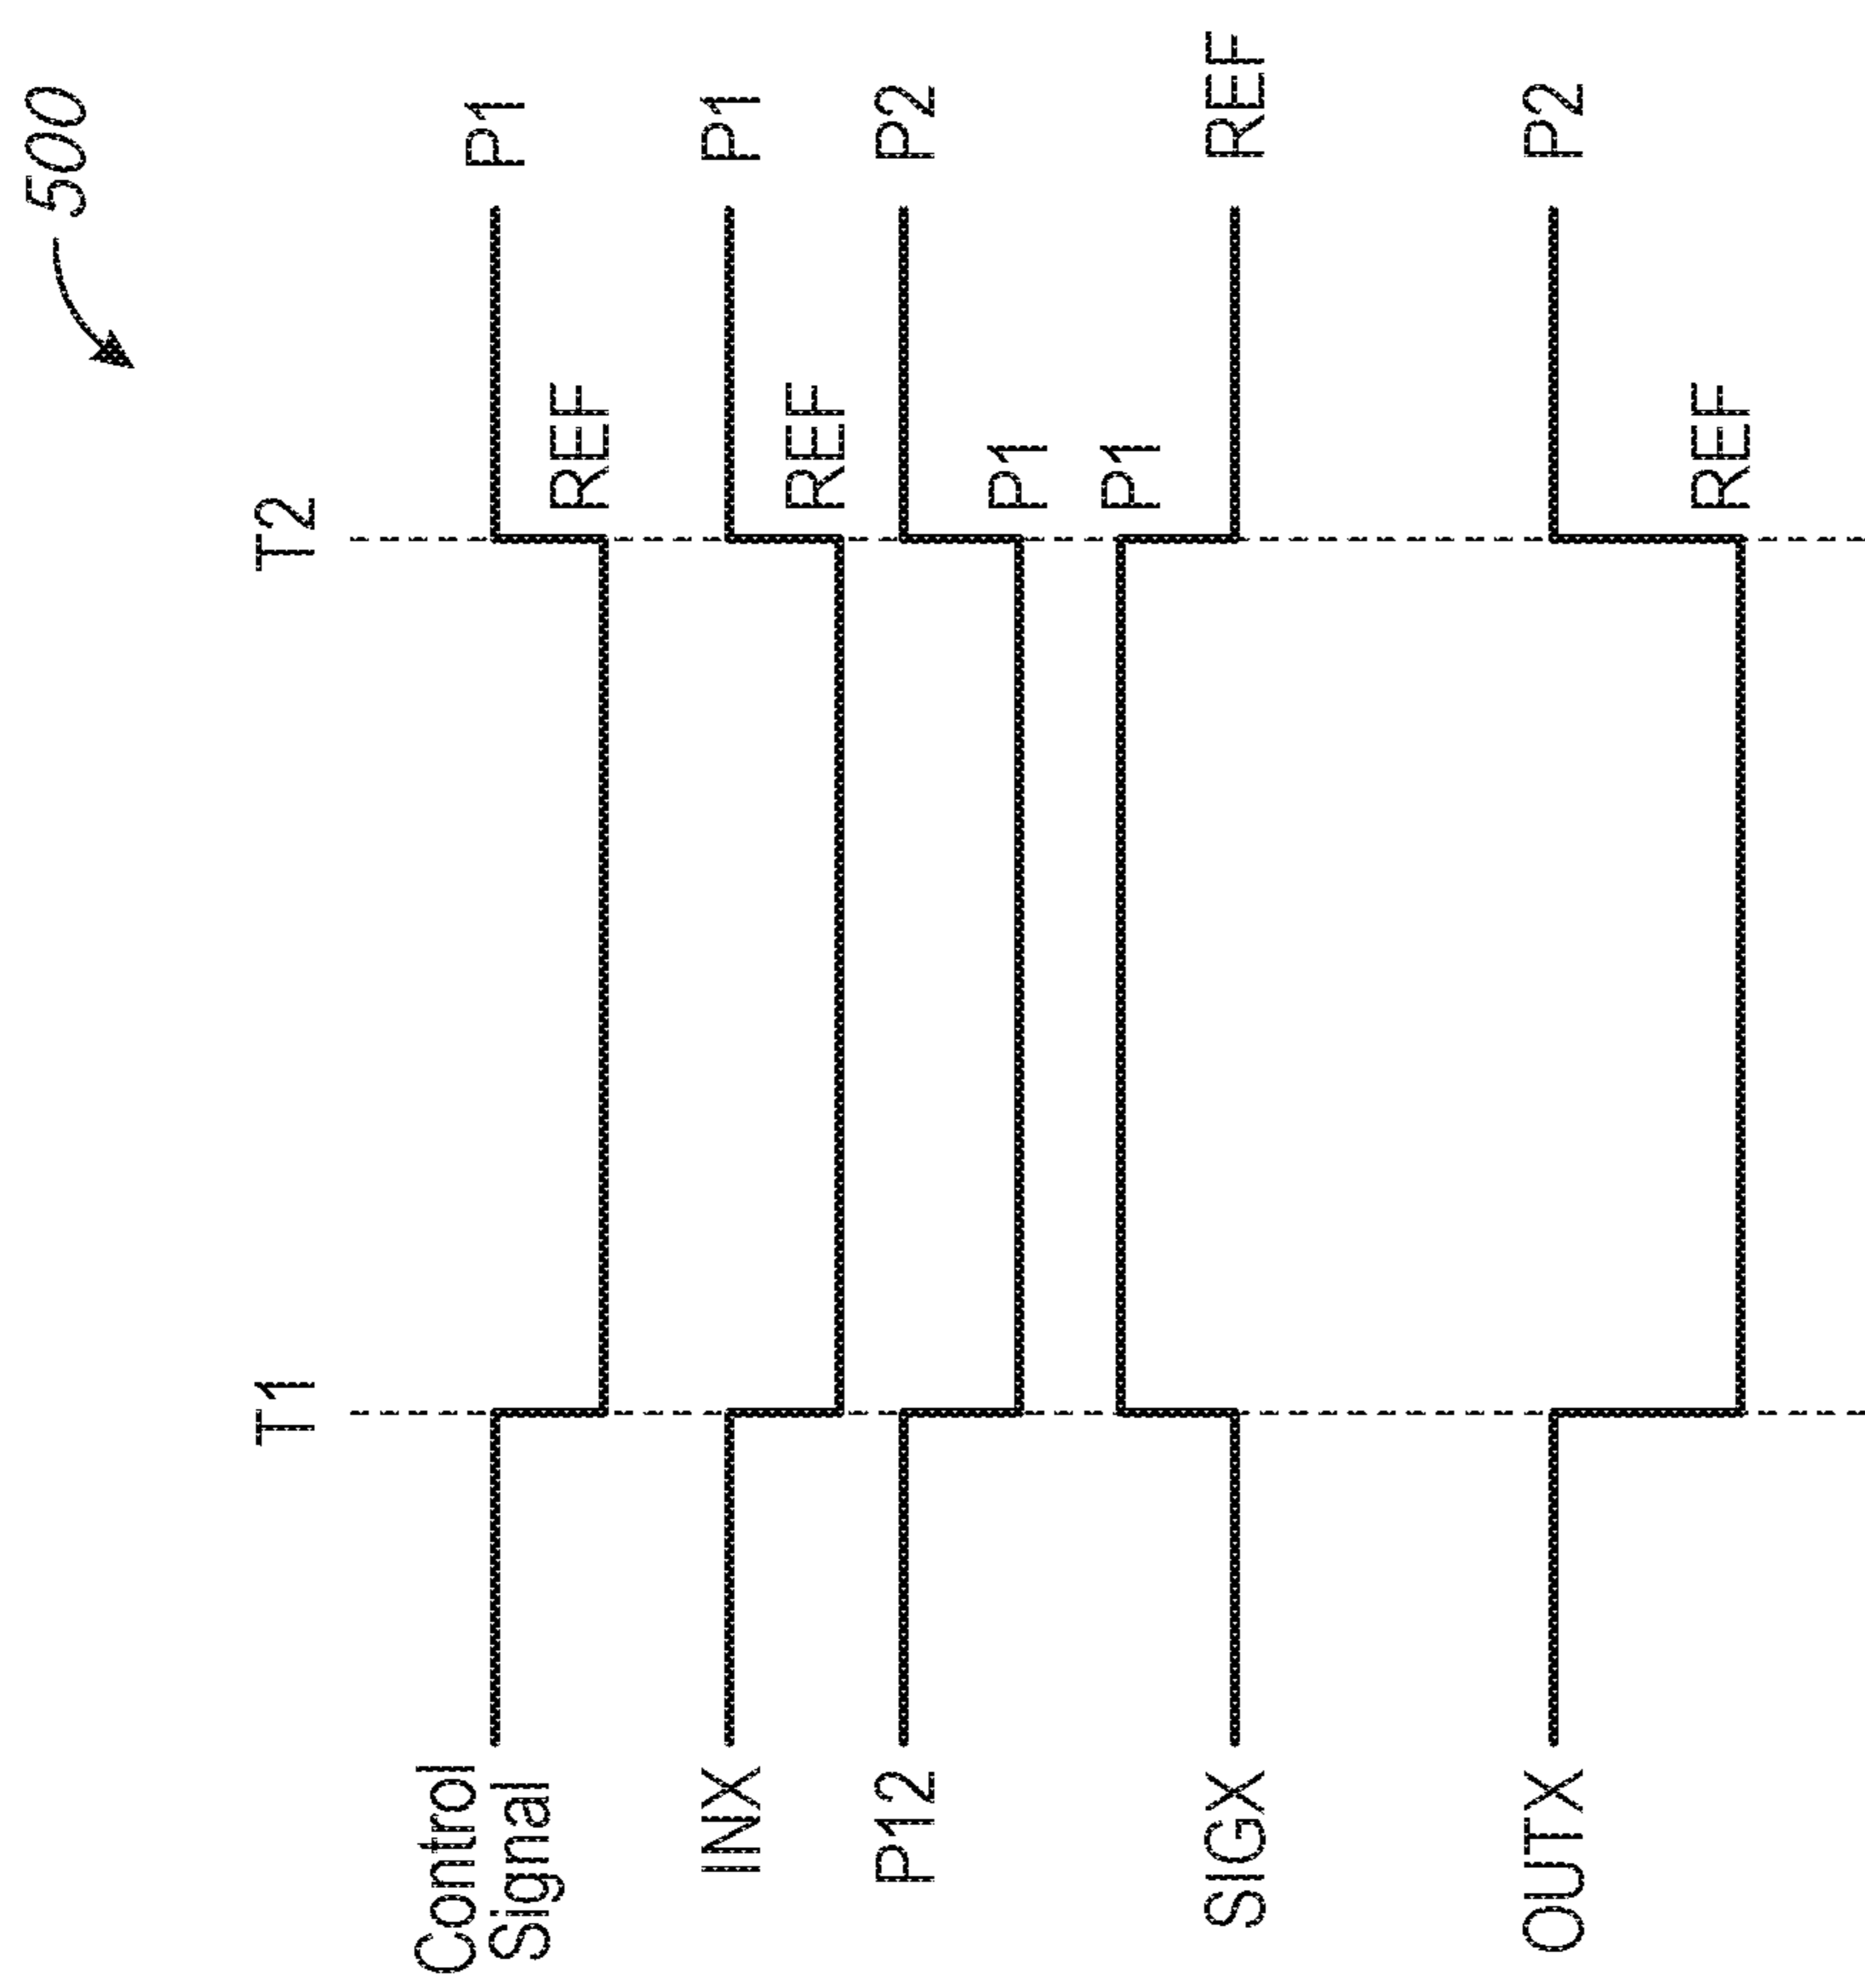 500
T1
T2
Control
Signal
P1
REF
INX
P1
REF
P12
P2
P1
P1
SIGX
REF
OUTX
P2
REF